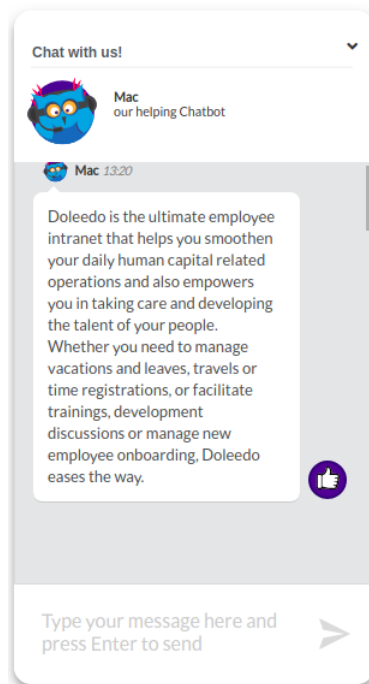 Chat with us!
Mac
our helping Chatbot
Mac 13:20
Doleedo is the ultimate employee
intranet that helps you smoothen
your daily human capital related
operations and also empowers
you in taking care and developing
the talent of your people.
Whether you need to manage
vacations and leaves, travels or
time registrations, or facilitate
trainings, development
discussions or manage new
employee onboarding, Doleedo
eases the way.
Type your message here and
press Enter to send